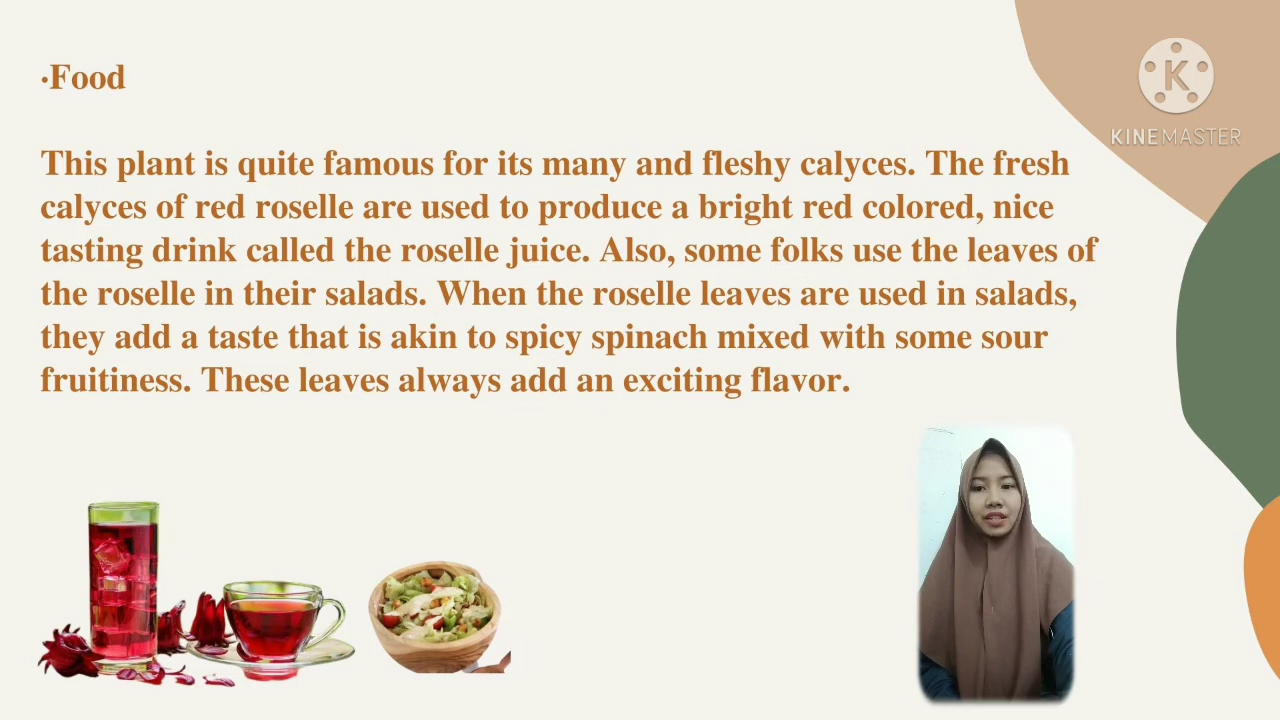 ·Food
This plant is quite famous for its many and fleshy calyces. The fresh
calyces of red roselle are used to produce a bright red colored, nice
tasting drink called the roselle juice. Also, some folks use the leaves of
the roselle in their salads. When the roselle leaves are used in salads,
they add a taste that is akin to spicy spinach mixed with some sour
fruitiness. These leaves always add an exciting flavor.
K
KINEMASTER